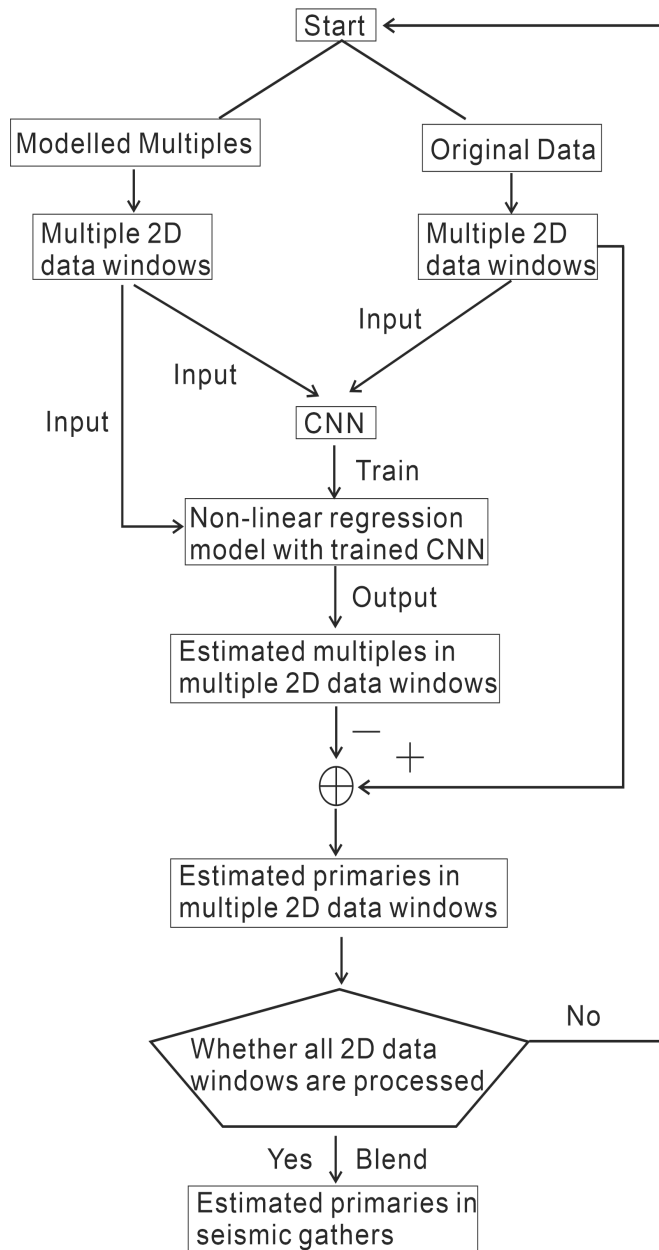 Start
Modelled Multiples
Original Data
Multiple 2D
data windows
Multiple 2D
data windows
Input
Input
Input
CNN
Train
Non-linear regression
model with trained CNN
Output
Estimated multiples in
multiple 2D data windows
−
+
Estimated primaries in
multiple 2D data windows
No
Whether all 2D data
windows are processed
Yes
Blend
Estimated primaries in
seismic gathers